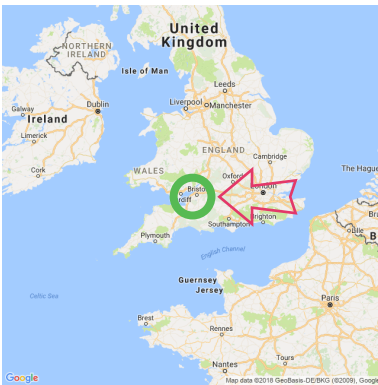 United
Kingdom
NORTHERN
IRELAND
Isle of Man
Leeds
Dublin
Liverpool
Manchester
Galway
Ireland
Limerick
ENGLAND
Cambridge
Cork
WALES
Oxford
The Hague
Bristol
London
Southampton
Brighton
Plymouth
Lille
English Channel
Guernsey
Jersey
Celtic Sea
Paris
Brest
Rennes
Nantes
Tours
Google
Map data ©2018 GeoBasis-DE/BKG (©2009), Google